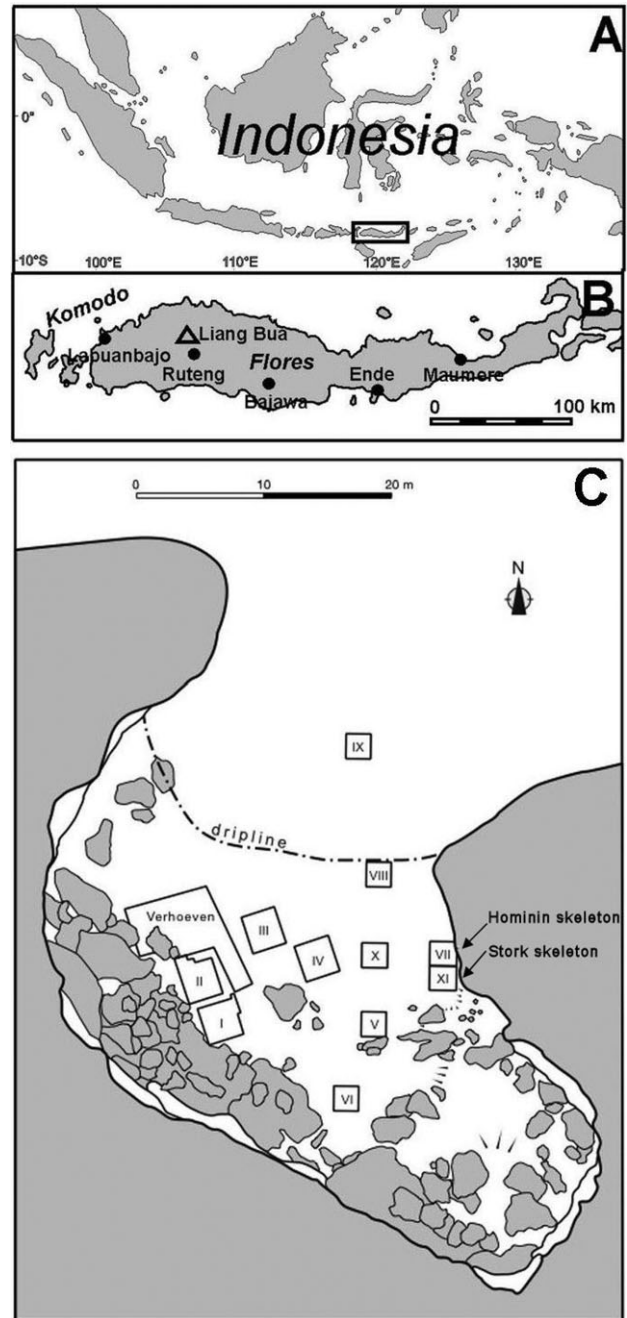 A
0°
Indonesia
10°S
100°E
110°E
120°E
130°E
B
Komodo
Liang Bua
Lapuanbajo
Flores
Ruteng
Ende
Maumere
Bajawa
0
100 km
C
0
10
20 m
N
IX
dripline
VIII
Verhoeven
Hominin skeleton
III
VII
Stork skeleton
IV
X
II
XI
I
V
VI